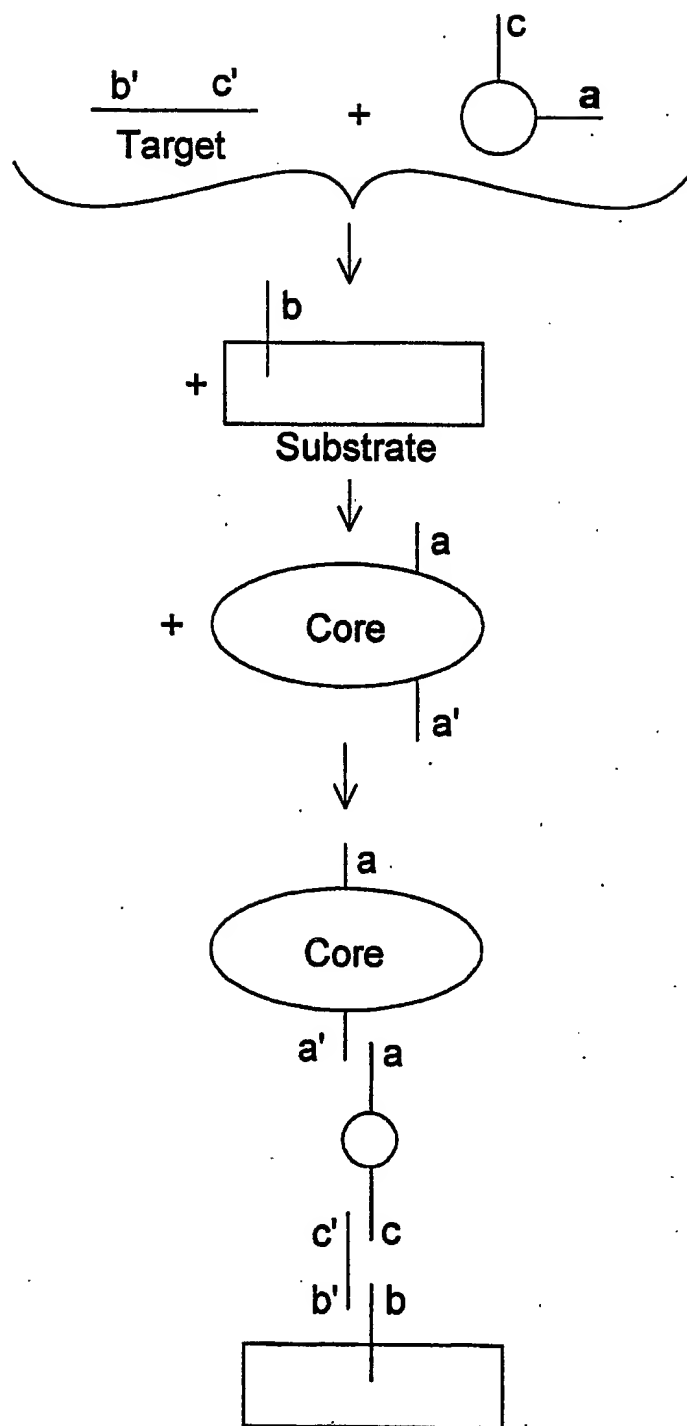 c
b' c'
+
a
Target
b
+
Substrate
a
+ Core
a'
a
Core
a' a
c' c
b' b